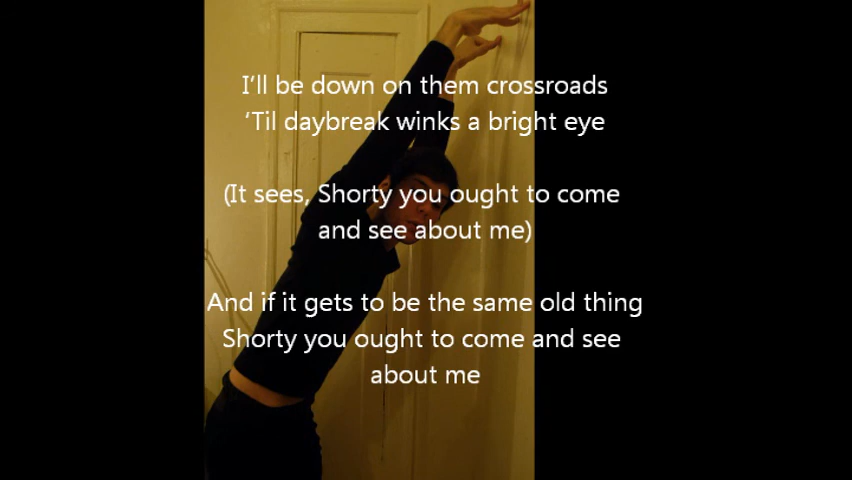 I’ll be down on them crossroads
‘Til daybreak winks a bright eye
(It sees, Shorty you ought to come
and see about me)
And if it gets to be the same old thing
Shorty you ought to come and see
about me